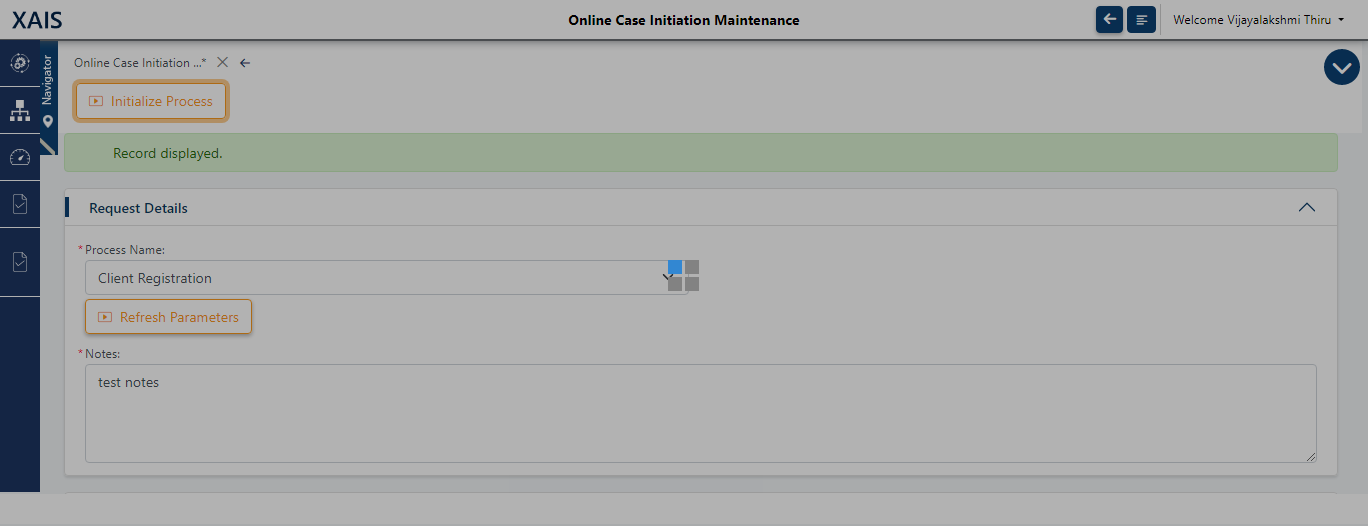 XAIS
Online Case Initiation Maintenance
Welcome Vijayalakshmi Thiru
Navigator
Online Case Initiation ...*
Initialize Process
Record displayed.
Request Details
*Process Name:
Client Registration
Refresh Parameters
*Notes:
test notes